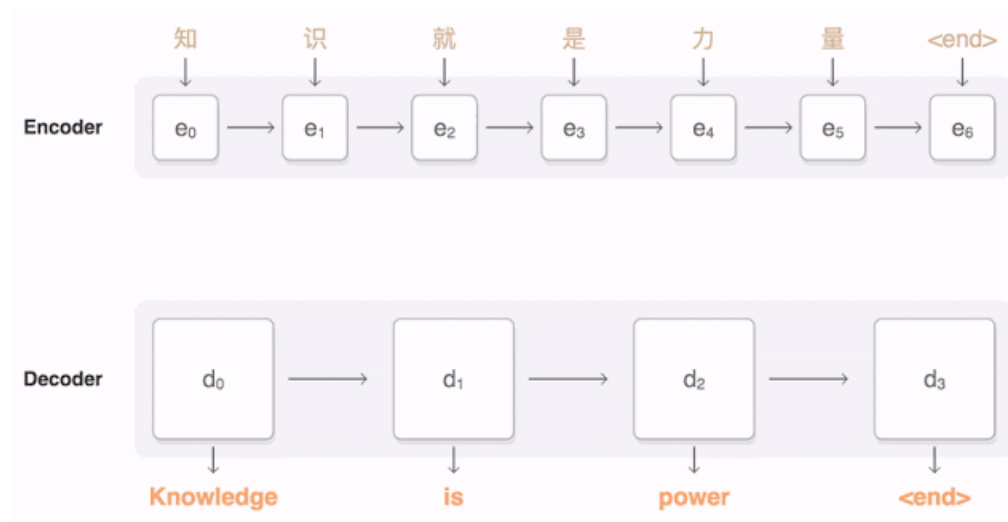 知 识 就 是 力 量 <end>
Encoder e₀ e₁ e₂ e₃ e₄ e₅ e₆
Decoder d₀ d₁ d₂ d₃
Knowledge is power <end>